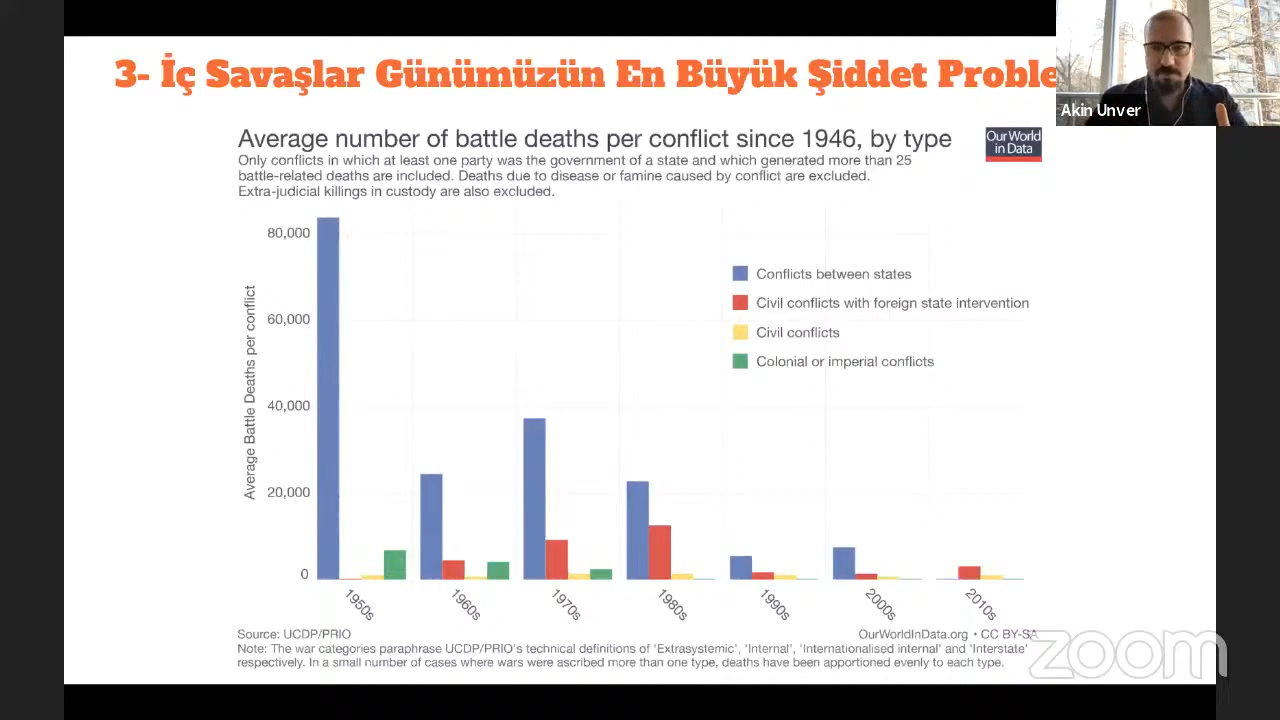 3- İç Savaşlar Günümüzün En Büyük Şiddet Proble
Akin Unver
Average number of battle deaths per conflict since 1946, by type
Our World
in Data
Only conflicts in which at least one party was the government of a state and which generated more than 25
battle-related deaths are included. Deaths due to disease or famine caused by conflict are excluded.
Extra-judicial killings in custody are also excluded.
Average Battle Deaths per conflict
80,000
60,000
40,000
20,000
0
Conflicts between states
Civil conflicts with foreign state intervention
Civil conflicts
Colonial or imperial conflicts
1950s
1960s
1970s
1980s
1990s
2000s
2010s
Source: UCDP/PRIO
OurWorldInData.org • CC BY-SA
Note: The war categories paraphrase UCDP/PRIO's technical definitions of 'Extrasystemic', 'Internal', 'Internationalised internal' and 'Interstate'
respectively. In a small number of cases where wars were ascribed more than one type, deaths have been apportioned evenly to each type.
zoom